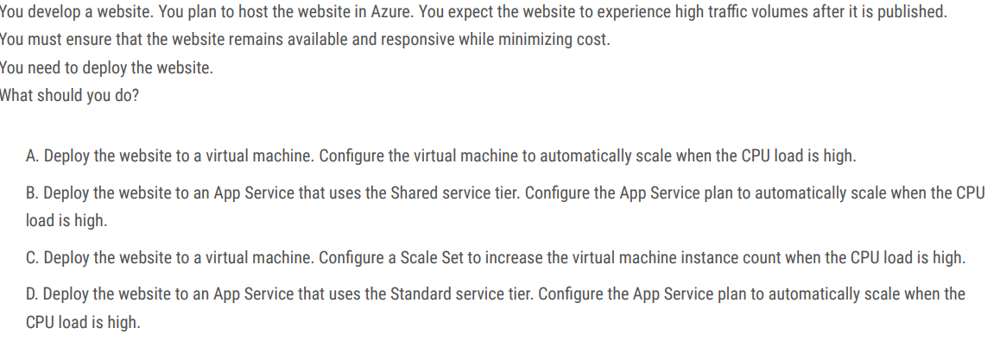 You develop a website. You plan to host the website in Azure. You expect the website to experience high traffic volumes after it is published.
You must ensure that the website remains available and responsive while minimizing cost.
You need to deploy the website.
What should you do?
A. Deploy the website to a virtual machine. Configure the virtual machine to automatically scale when the CPU load is high.
B. Deploy the website to an App Service that uses the Shared service tier. Configure the App Service plan to automatically scale when the CPU
load is high.
C. Deploy the website to a virtual machine. Configure a Scale Set to increase the virtual machine instance count when the CPU load is high.
D. Deploy the website to an App Service that uses the Standard service tier. Configure the App Service plan to automatically scale when the
CPU load is high.